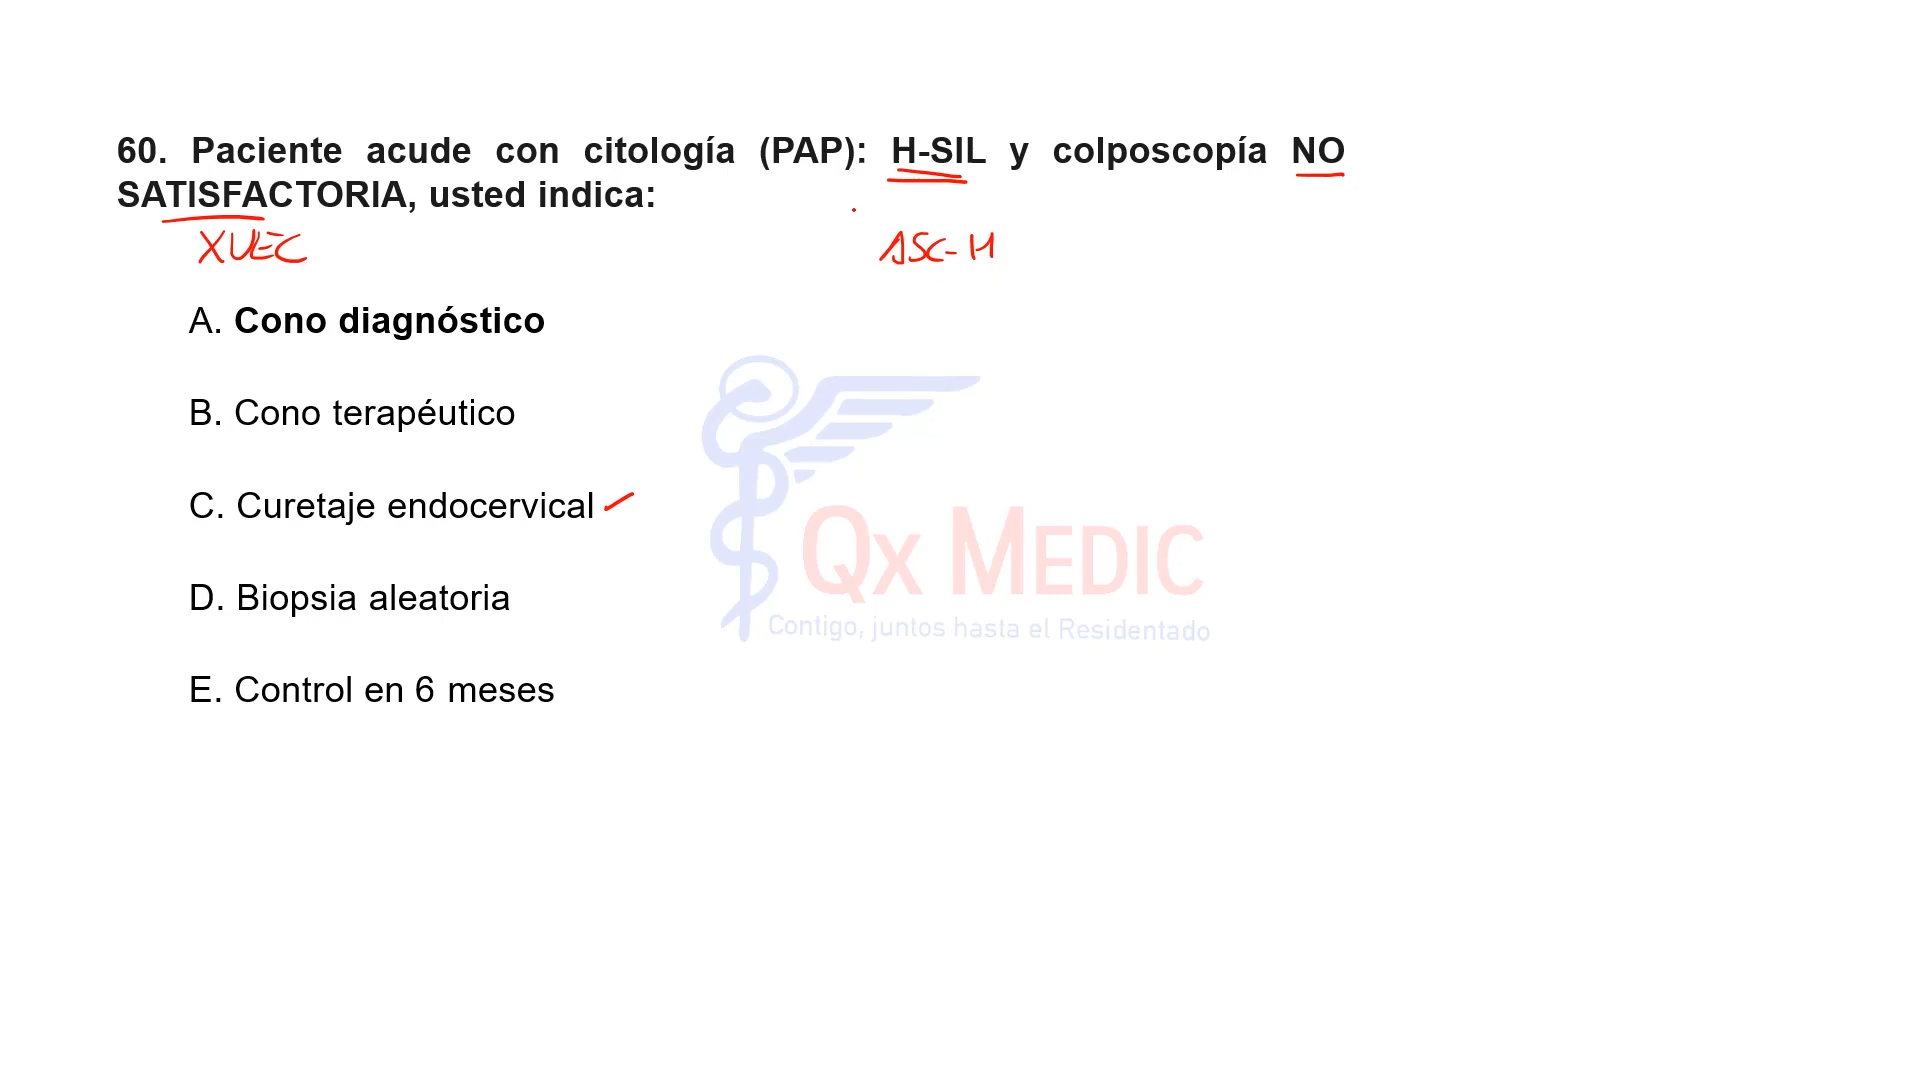 60. Paciente acude con citología (PAP): H-SIL y colposcopía NO
SATISFACTORIA, usted indica:
XUEC
ASC-H
A. Cono diagnóstico
B. Cono terapéutico
C. Curetaje endocervical
D. Biopsia aleatoria
E. Control en 6 meses
Qx MEDIC
Contigo, juntos hasta el Residentado